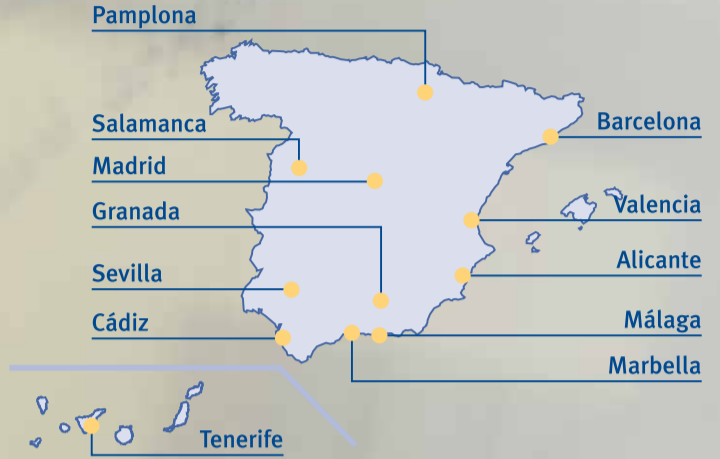 Pamplona
Salamanca
Madrid
Granada
Sevilla
Cádiz
Tenerife
Barcelona
Valencia
Alicante
Málaga
Marbella